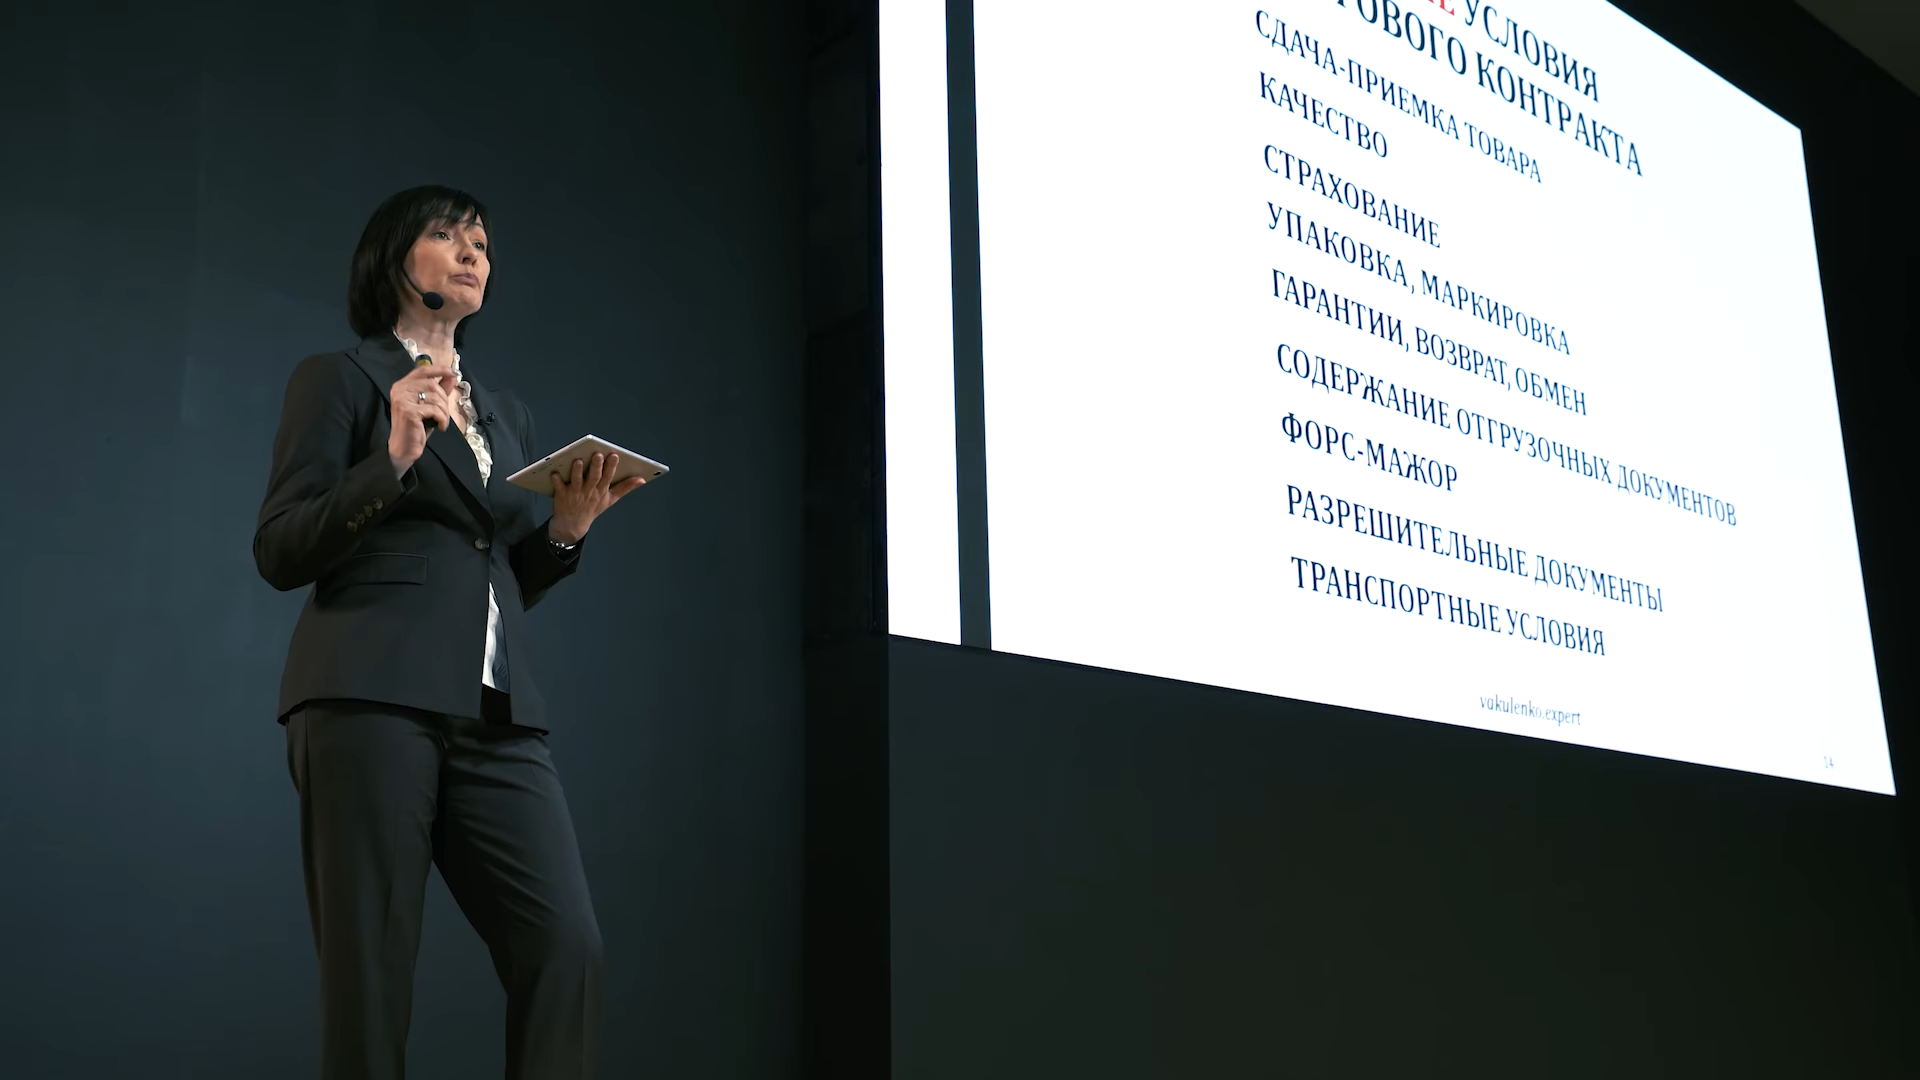 УСЛОВИЯ
КОНТРАКТА
СДАЧА-ПРИЕМКА ТОВАРА
КАЧЕСТВО
СТРАХОВАНИЕ
УПАКОВКА, МАРКИРОВКА
ГАРАНТИИ, ВОЗВРАТ, ОБМЕН
СОДЕРЖАНИЕ ОТГРУЗОЧНЫХ ДОКУМЕНТОВ
ФОРС-МАЖОР
РАЗРЕШИТЕЛЬНЫЕ ДОКУМЕНТЫ
ТРАНСПОРТНЫЕ УСЛОВИЯ
vakulenko.expert
14